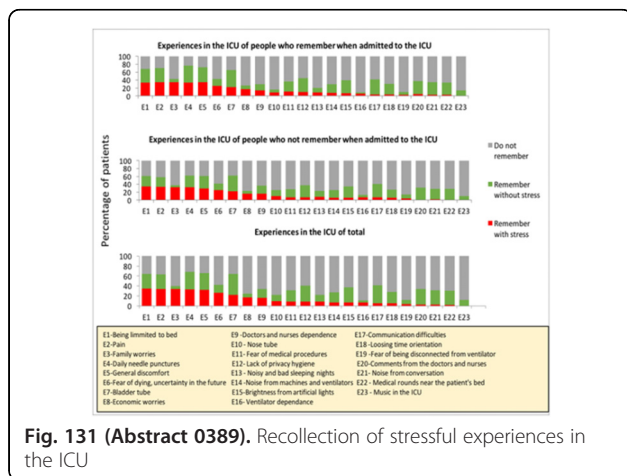 Experiences in the ICU of people who remember when admitted to the ICU
100
80
60
40
20
0
E1 E2 E3 E4 E5 E6 E7 E8 E9 E10 E11 E12 E13 E14 E15 E16 E17 E18 E19 E20 E21 E22 E23
Experiences in the ICU of people who not remember when admitted to the ICU
100
80
60
40
20
0
E1 E2 E3 E4 E5 E6 E7 E8 E9 E10 E11 E12 E13 E14 E15 E16 E17 E18 E19 E20 E21 E22 E23
Experiences in the ICU of total
100
80
60
40
20
0
E1 E2 E3 E4 E5 E6 E7 E8 E9 E10 E11 E12 E13 E14 E15 E16 E17 E18 E19 E20 E21 E22 E23
Percentage of patients
Do not
remember
Remember
without stress
Remember
with stress
E1-Being limmited to bed
E2-Pain
E3-Family worries
E4-Daily needle punctures
E5-General discomfort
E6-Fear of dying, uncertainty in the future
E7-Bladder tube
E8-Economic worries
E9 -Doctors and nurses dependence
E10 - Nose tube
E11- Fear of medical procedures
E12- Lack of privacy hygiene
E13 - Noisy and bad sleeping nights
E14 -Noise from machines and ventilators
E15-Brightness from artificial lights
E16- Ventilator dependance
E17-Communication difficulties
E18 -Loosing time orientation
E19 -Fear of being disconnected from ventilator
E20-Comments from the doctors and nurses
E21- Noise from conversation
E22 - Medical rounds near the patient's bed
E23 - Music in the ICU
Fig. 131 (Abstract 0389). Recollection of stressful experiences in
the ICU